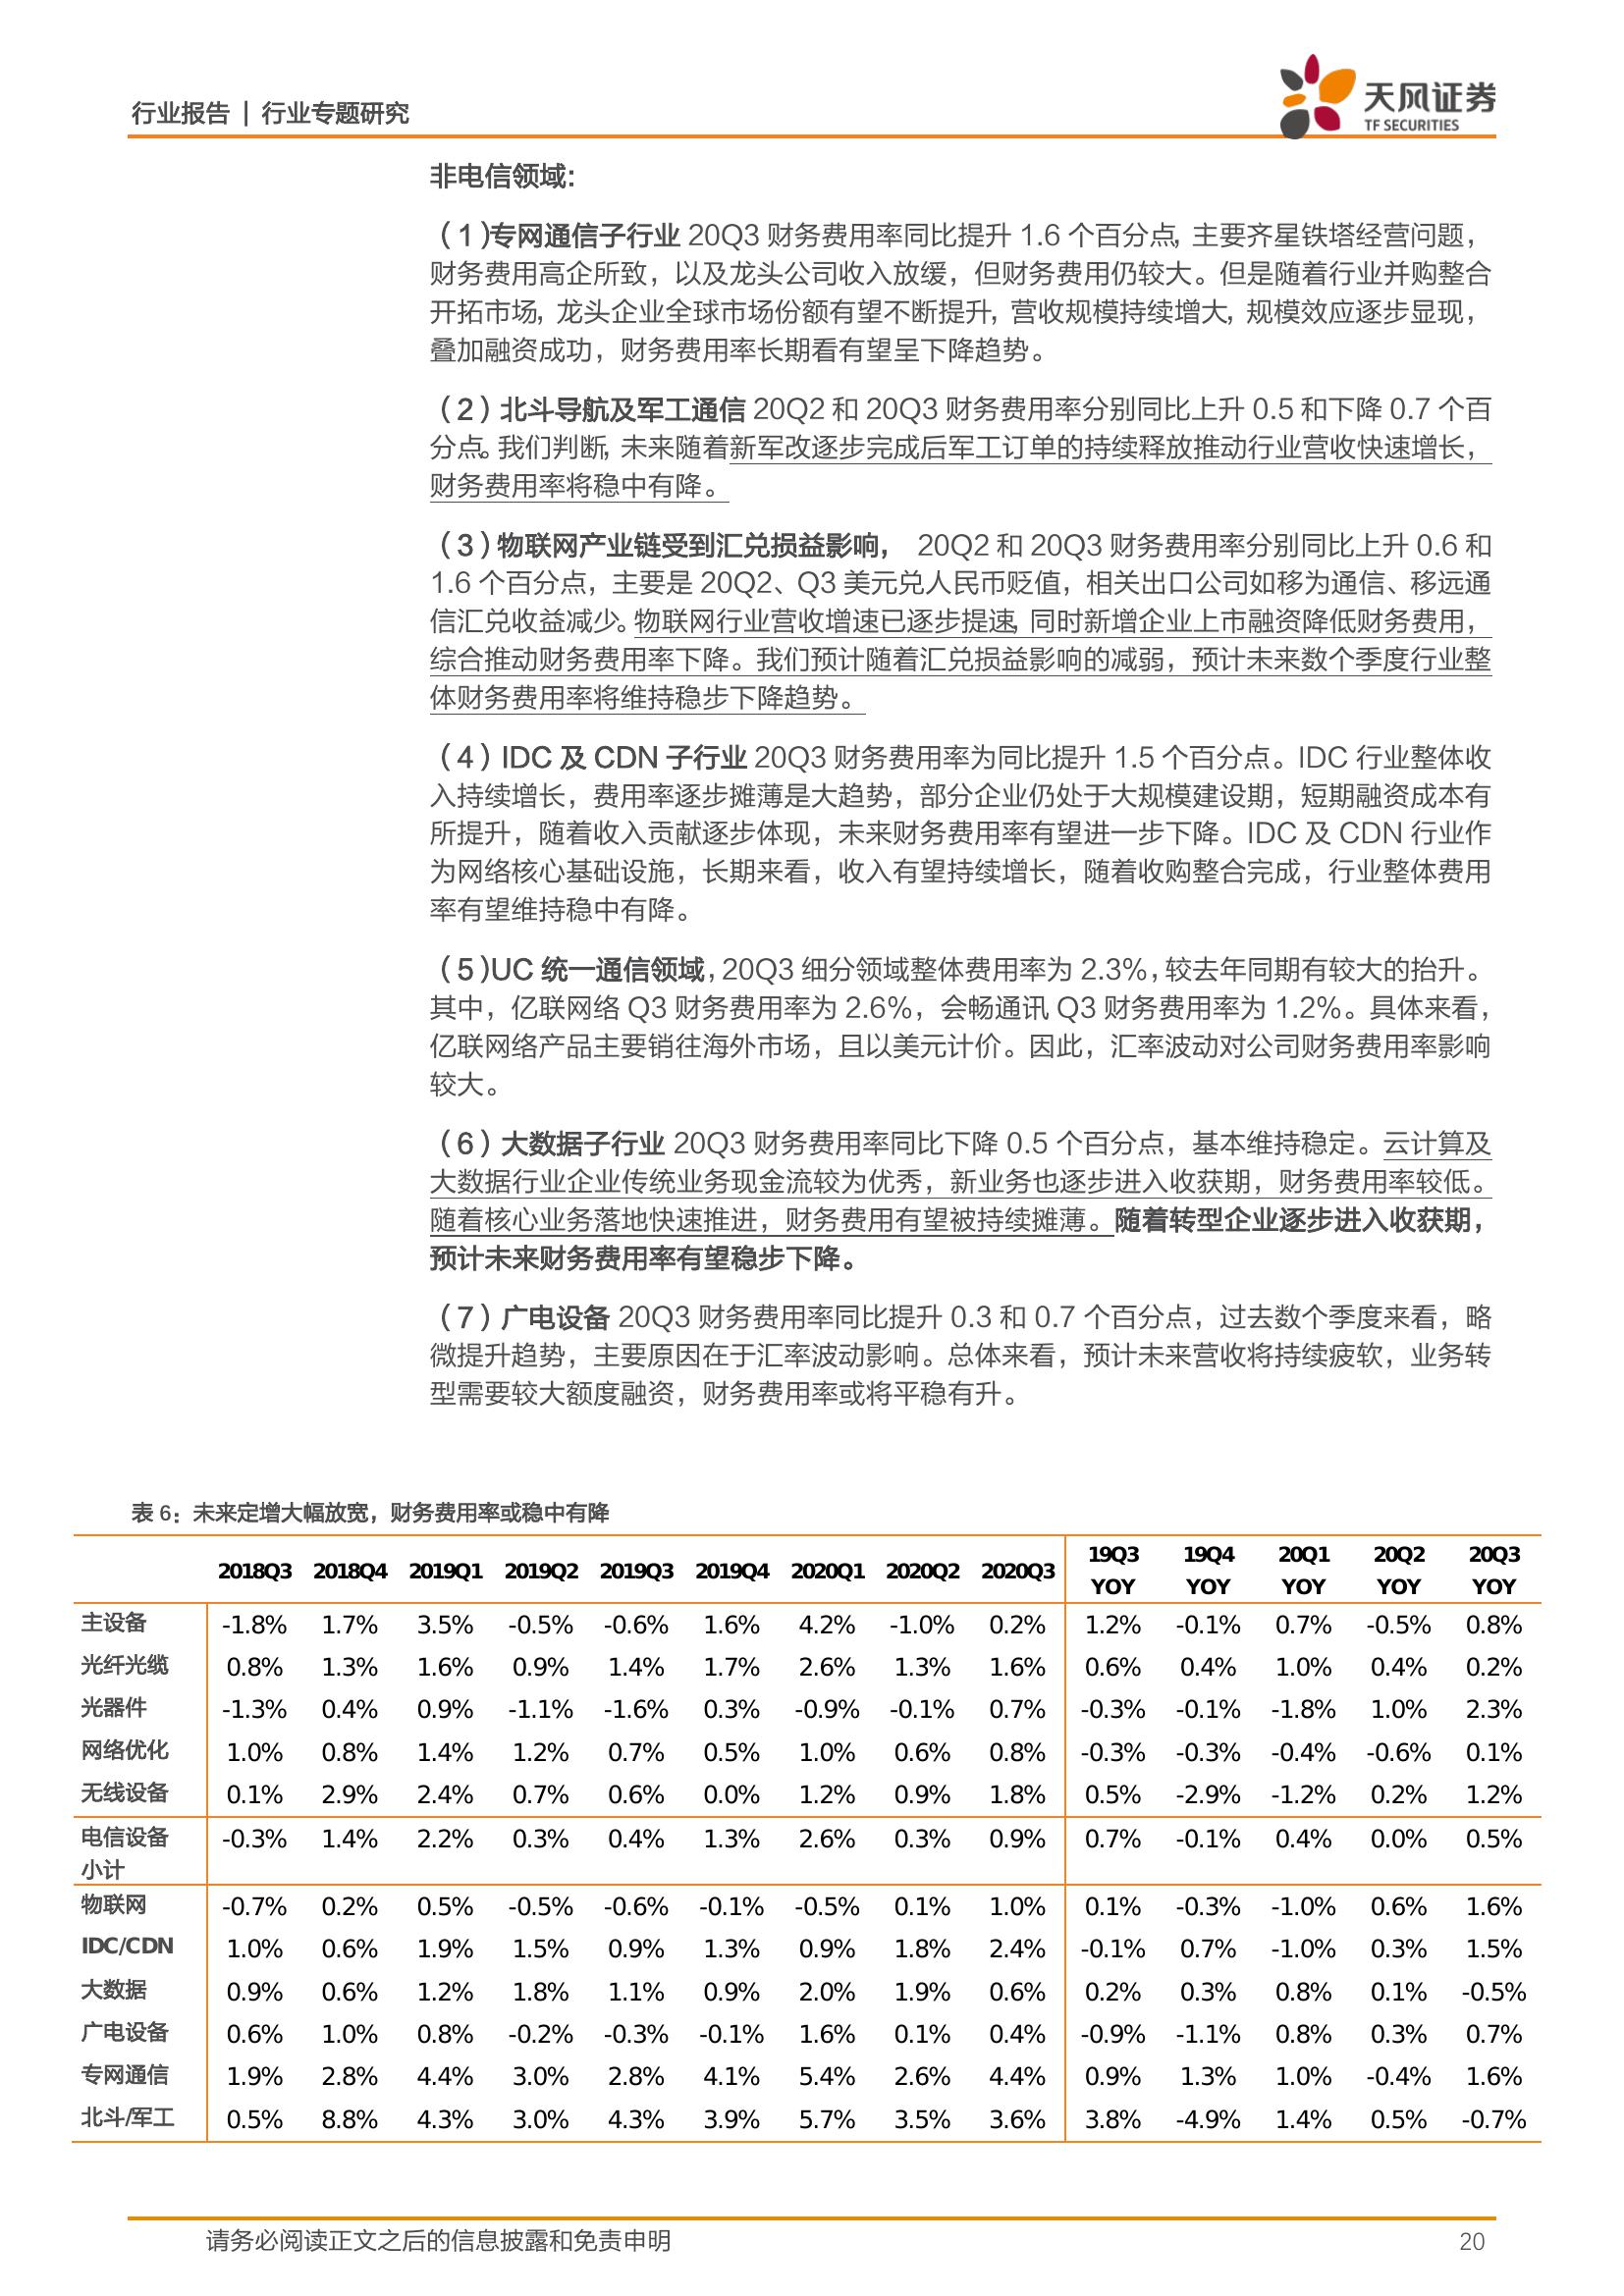 行业报告 | 行业专题研究
天风证券
TF SECURITIES
非电信领域：
（1）专网通信子行业 20Q3 财务费用率同比提升 1.6 个百分点，主要齐星铁塔经营问题，
财务费用高企所致，以及龙头公司收入放缓，但财务费用仍较大。但是随着行业并购整合
开拓市场，龙头企业全球市场份额有望不断提升，营收规模持续增大，规模效应逐步显现，
叠加融资成功，财务费用率长期看有望呈下降趋势。
（2）北斗导航及军工通信 20Q2 和 20Q3 财务费用率分别同比上升 0.5 和下降 0.7 个百
分点。我们判断，未来随着新军改逐步完成后军工订单的持续释放推动行业营收快速增长，
财务费用率将稳中有降。
（3）物联网产业链受到汇兑损益影响， 20Q2 和 20Q3 财务费用率分别同比上升 0.6 和
1.6 个百分点，主要是 20Q2、Q3 美元兑人民币贬值，相关出口公司如移为通信、移远通
信汇兑收益减少。物联网行业营收增速已逐步提速，同时新增企业上市融资降低财务费用，
综合推动财务费用率下降。我们预计随着汇兑损益影响的减弱，预计未来数个季度行业整
体财务费用率将维持稳步下降趋势。
（4）IDC 及 CDN 子行业 20Q3 财务费用率为同比提升 1.5 个百分点。IDC 行业整体收
入持续增长，费用率逐步摊薄是大趋势，部分企业仍处于大规模建设期，短期融资成本有
所提升，随着收入贡献逐步体现，未来财务费用率有望进一步下降。IDC 及 CDN 行业作
为网络核心基础设施，长期来看，收入有望持续增长，随着收购整合完成，行业整体费用
率有望维持稳中有降。
（5）UC 统一通信领域，20Q3 细分领域整体费用率为 2.3%，较去年同期有较大的抬升。
其中，亿联网络 Q3 财务费用率为 2.6%，会畅通讯 Q3 财务费用率为 1.2%。具体来看，
亿联网络产品主要销往海外市场，且以美元计价。因此，汇率波动对公司财务费用率影响
较大。
（6）大数据子行业 20Q3 财务费用率同比下降 0.5 个百分点，基本维持稳定。云计算及
大数据行业企业传统业务现金流较为优秀，新业务也逐步进入收获期，财务费用率较低。
随着核心业务落地快速推进，财务费用有望被持续摊薄。随着转型企业逐步进入收获期，
预计未来财务费用率有望稳步下降。
（7）广电设备 20Q3 财务费用率同比提升 0.3 和 0.7 个百分点，过去数个季度来看，略
微提升趋势，主要原因在于汇率波动影响。总体来看，预计未来营收将持续疲软，业务转
型需要较大额度融资，财务费用率或将平稳有升。
表 6：未来定增大幅放宽，财务费用率或稳中有降
2018Q3 2018Q4 2019Q1 2019Q2 2019Q3 2019Q4 2020Q1 2020Q2 2020Q3 19Q3 YOY 19Q4 YOY 20Q1 YOY 20Q2 YOY 20Q3 YOY
主设备 -1.8% 1.7% 3.5% -0.5% -0.6% 1.6% 4.2% -1.0% 0.2% 1.2% -0.1% 0.7% -0.5% 0.8%
光纤光缆 0.8% 1.3% 1.6% 0.9% 1.4% 1.7% 2.6% 1.3% 1.6% 0.6% 0.4% 1.0% 0.4% 0.2%
光器件 -1.3% 0.4% 0.9% -1.1% -1.6% 0.3% -0.9% -0.1% 0.7% -0.3% -0.1% -1.8% 1.0% 2.3%
网络优化 1.0% 0.8% 1.4% 1.2% 0.7% 0.5% 1.0% 0.6% 0.8% -0.3% -0.3% -0.4% -0.6% 0.1%
无线设备 0.1% 2.9% 2.4% 0.7% 0.6% 0.0% 1.2% 0.9% 1.8% 0.5% -2.9% -1.2% 0.2% 1.2%
电信设备小计 -0.3% 1.4% 2.2% 0.3% 0.4% 1.3% 2.6% 0.3% 0.9% 0.7% -0.1% 0.4% 0.0% 0.5%
物联网 -0.7% 0.2% 0.5% -0.5% -0.6% -0.1% -0.5% 0.1% 1.0% 0.1% -0.3% -1.0% 0.6% 1.6%
IDC/CDN 1.0% 0.6% 1.9% 1.5% 0.9% 1.3% 0.9% 1.8% 2.4% -0.1% 0.7% -1.0% 0.3% 1.5%
大数据 0.9% 0.6% 1.2% 1.8% 1.1% 0.9% 2.0% 1.9% 0.6% 0.2% 0.3% 0.8% 0.1% -0.5%
广电设备 0.6% 1.0% 0.8% -0.2% -0.3% -0.1% 1.6% 0.1% 0.4% -0.9% -1.1% 0.8% 0.3% 0.7%
专网通信 1.9% 2.8% 4.4% 3.0% 2.8% 4.1% 5.4% 2.6% 4.4% 0.9% 1.3% 1.0% -0.4% 1.6%
北斗/军工 0.5% 8.8% 4.3% 3.0% 4.3% 3.9% 5.7% 3.5% 3.6% 3.8% -4.9% 1.4% 0.5% -0.7%
请务必阅读正文之后的信息披露和免责申明
20